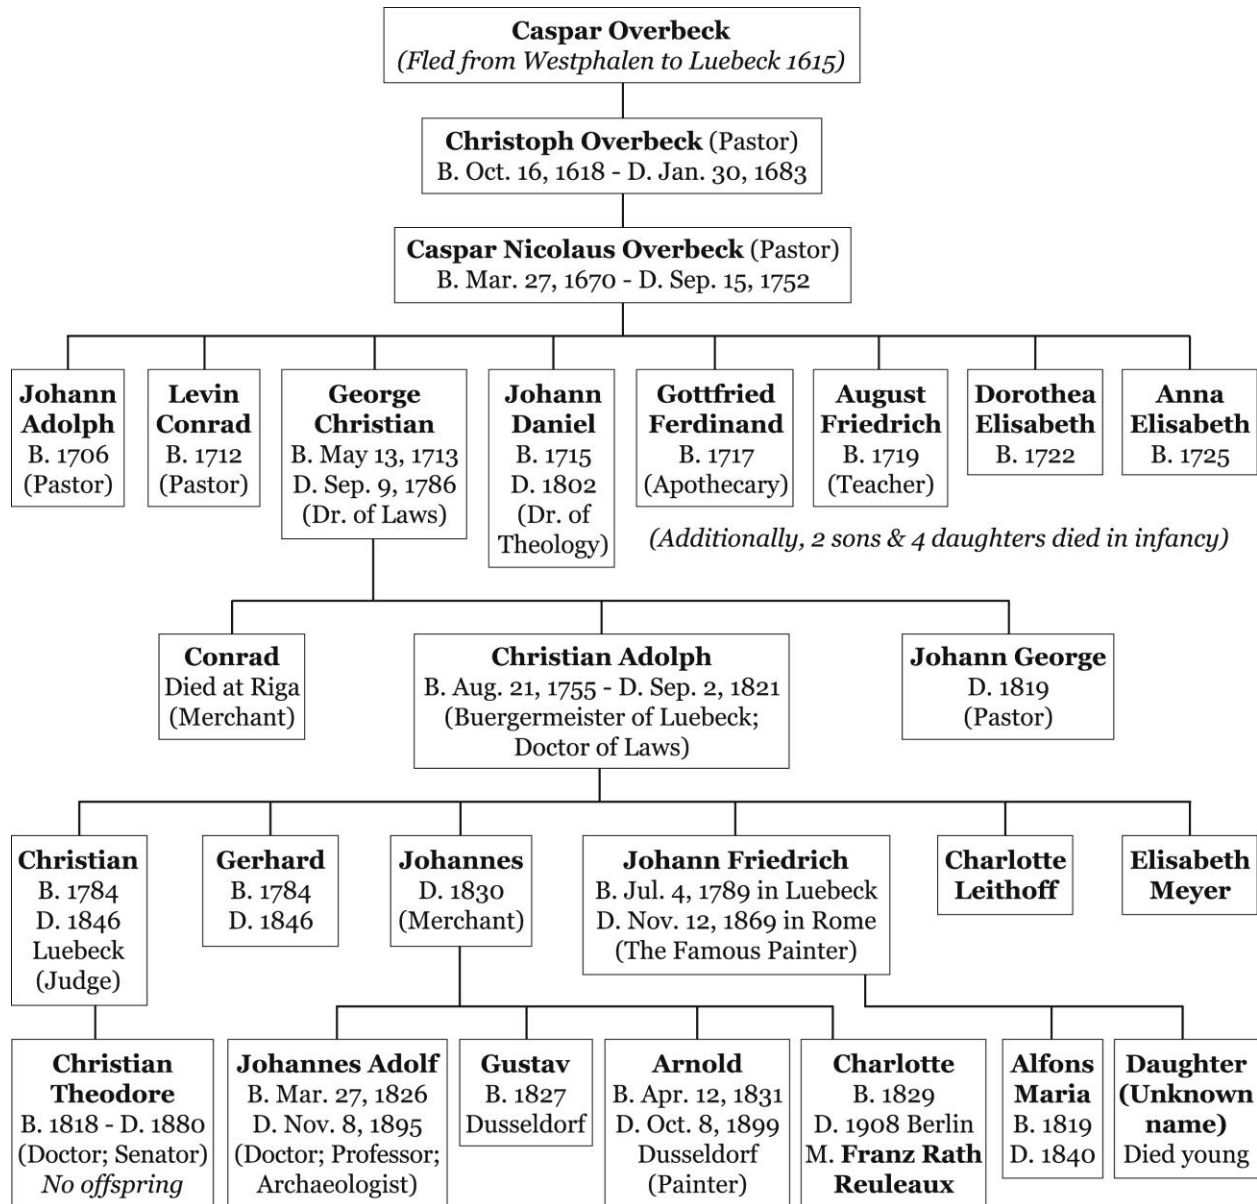 Caspar Overbeck
(Fled from Westphalen to Luebeck 1615)
Christoph Overbeck (Pastor)
B. Oct. 16, 1618 - D. Jan. 30, 1683
Caspar Nicolaus Overbeck (Pastor)
B. Mar. 27, 1670 - D. Sep. 15, 1752
Johann
Adolph
B. 1706
(Pastor)
Levin
Conrad
B. 1712
(Pastor)
George
Christian
B. May 13, 1713
D. Sep. 9, 1786
(Dr. of Laws)
Johann
Daniel
B. 1715
D. 1802
(Dr. of
Theology)
Gottfried
Ferdinand
B. 1717
(Apothecary)
August
Friedrich
B. 1719
(Teacher)
Dorothea
Elisabeth
B. 1722
Anna
Elisabeth
B. 1725
(Additionally, 2 sons & 4 daughters died in infancy)
Conrad
Died at Riga
(Merchant)
Christian Adolph
B. Aug. 21, 1755 - D. Sep. 2, 1821
(Buergermeister of Luebeck;
Doctor of Laws)
Johann George
D. 1819
(Pastor)
Christian
B. 1784
D. 1846
Luebeck
(Judge)
Gerhard
B. 1784
D. 1846
Johannes
D. 1830
(Merchant)
Johann Friedrich
B. Jul. 4, 1789 in Luebeck
D. Nov. 12, 1869 in Rome
(The Famous Painter)
Charlotte
Leithoff
Elisabeth
Meyer
Christian
Theodore
B. 1818 - D. 1880
(Doctor; Senator)
No offspring
Johannes Adolf
B. Mar. 27, 1826
D. Nov. 8, 1895
(Doctor; Professor;
Archaeologist)
Gustav
B. 1827
Dusseldorf
Arnold
B. Apr. 12, 1831
D. Oct. 8, 1899
Dusseldorf
(Painter)
Charlotte
B. 1829
D. 1908 Berlin
M. Franz Rath
Reuleaux
Alfons
Maria
B. 1819
D. 1840
Daughter
(Unknown
name)
Died young